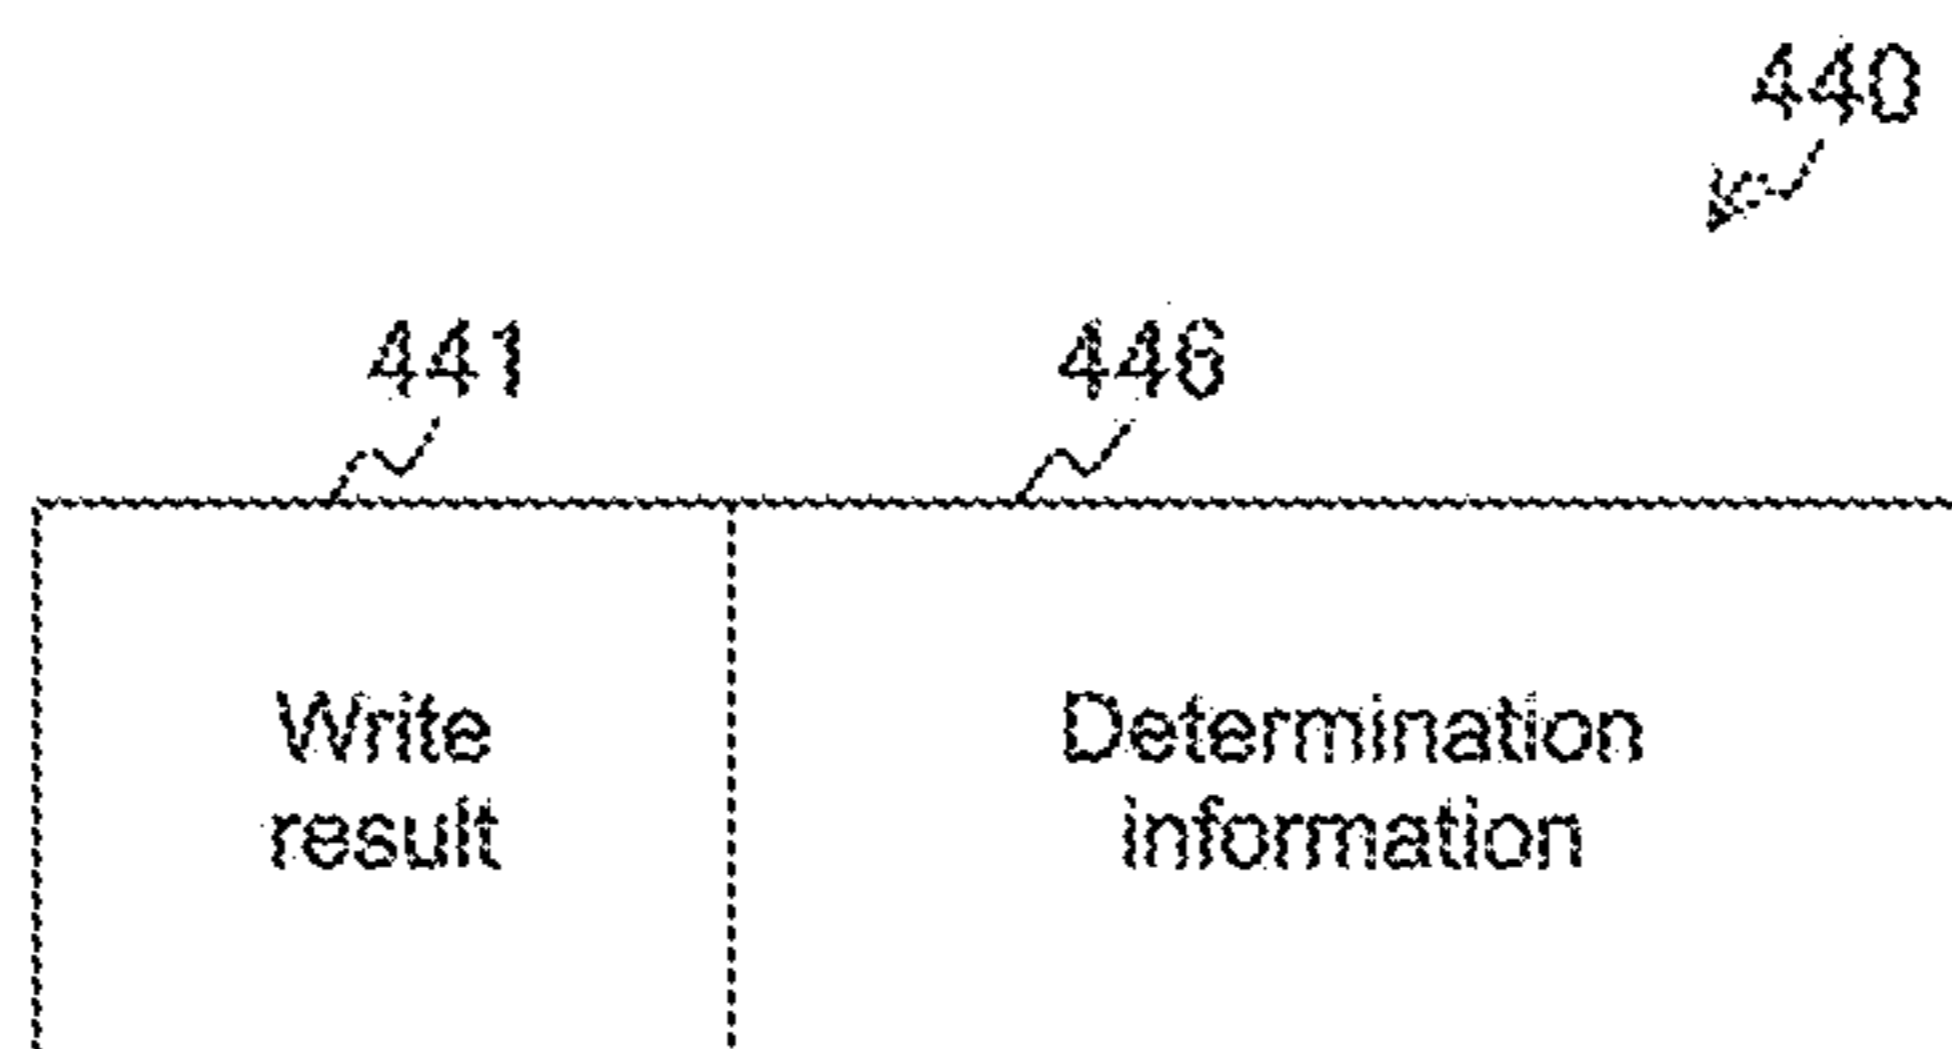 440
441
446
Write
result
Determination
information